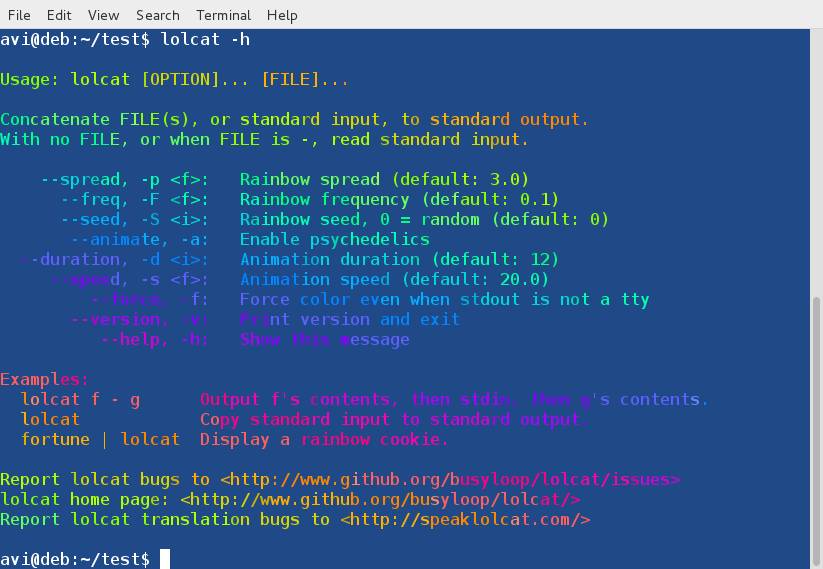 File Edit View Search Terminal Help
avi@deb:~/test$ lolcat -h
Usage: lolcat [OPTION]... [FILE]...
Concatenate FILE(s), or standard input, to standard output.
With no FILE, or when FILE is -, read standard input.
--spread, -p <f>: Rainbow spread (default: 3.0)
--freq, -F <f>: Rainbow frequency (default: 0.1)
--seed, -S <i>: Rainbow seed, 0 = random (default: 0)
--animate, -a: Enable psychedelics
--duration, -d <i>: Animation duration (default: 12)
--speed, -s <f>: Animation speed (default: 20.0)
--force, -f: Force color even when stdout is not a tty
--version, -v: Print version and exit
--help, -h: Show this message
Examples:
lolcat f - g Output f's contents, then stdin, then g's contents.
lolcat Copy standard input to standard output.
fortune | lolcat Display a rainbow cookie.
Report lolcat bugs to <http://www.github.org/busyloop/lolcat/issues>
lolcat home page: <http://www.github.org/busyloop/lolcat/>
Report lolcat translation bugs to <http://speaklolcat.com/>
avi@deb:~/test$